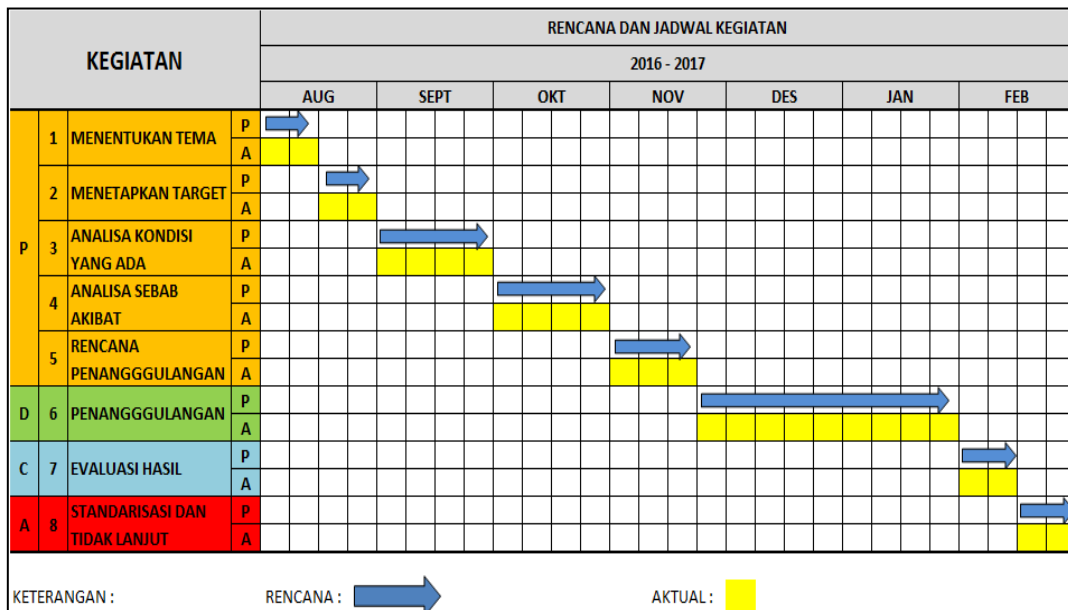 KEGIATAN
RENCANA DAN JADWAL KEGIATAN
2016 - 2017
AUG SEPT OKT NOV DES JAN FEB
P
1 MENENTUKAN TEMA P
A
2 MENETAPKAN TARGET P
A
3 ANALISA KONDISI P
YANG ADA A
4 ANALISA SEBAB P
AKIBAT A
5 RENCANA P
PENANGGGULANGAN A
D 6 PENANGGGULANGAN P
A
C 7 EVALUASI HASIL P
A
A 8 STANDARISASI DAN P
TIDAK LANJUT A
KETERANGAN : RENCANA : AKTUAL :